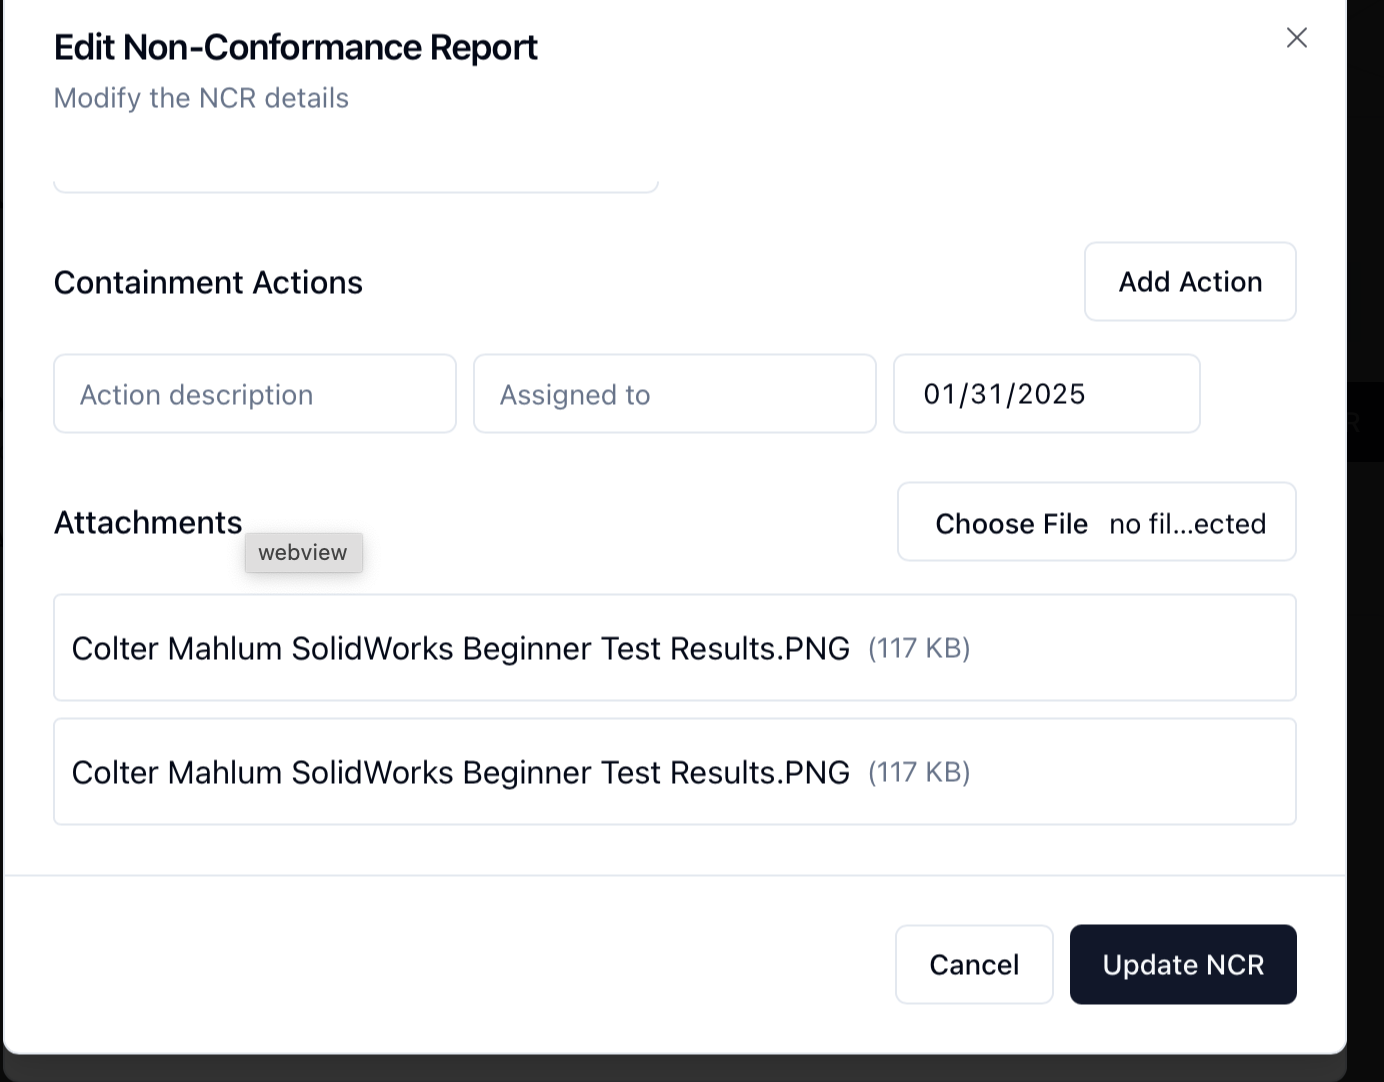 Edit Non-Conformance Report
Modify the NCR details
Containment Actions
Add Action
Action description
Assigned to
01/31/2025
Attachments
Choose File no fil...ected
webview
Colter Mahlum SolidWorks Beginner Test Results.PNG (117 KB)
Colter Mahlum SolidWorks Beginner Test Results.PNG (117 KB)
Cancel
Update NCR